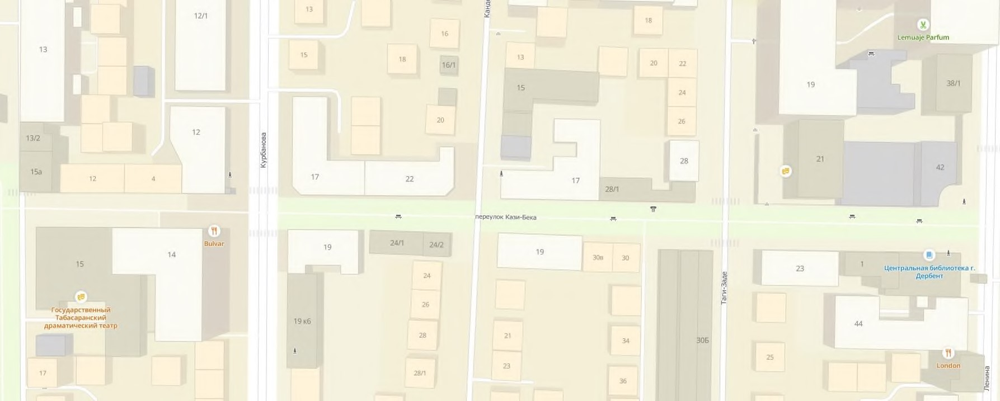 13
12/1
13
16
Канде
18
Lemuaje Parfum
13
15
18
16/1
13
20
22
19
38/1
15
24
12
20
26
13/2
Курбанова
21
42
28
15а
12
4
17
22
17
28/1
переулок Кази-Бека
Bulvar
14
15
19
24/1
24/2
19
30в
30
23
1
Центральная библиотека г.
Дербент
24
26
Таги-Заде
Государственный
Табасаранский
драматический театр
19 к6
28
21
34
30Б
44
25
17
28/1
23
36
London
Ленина